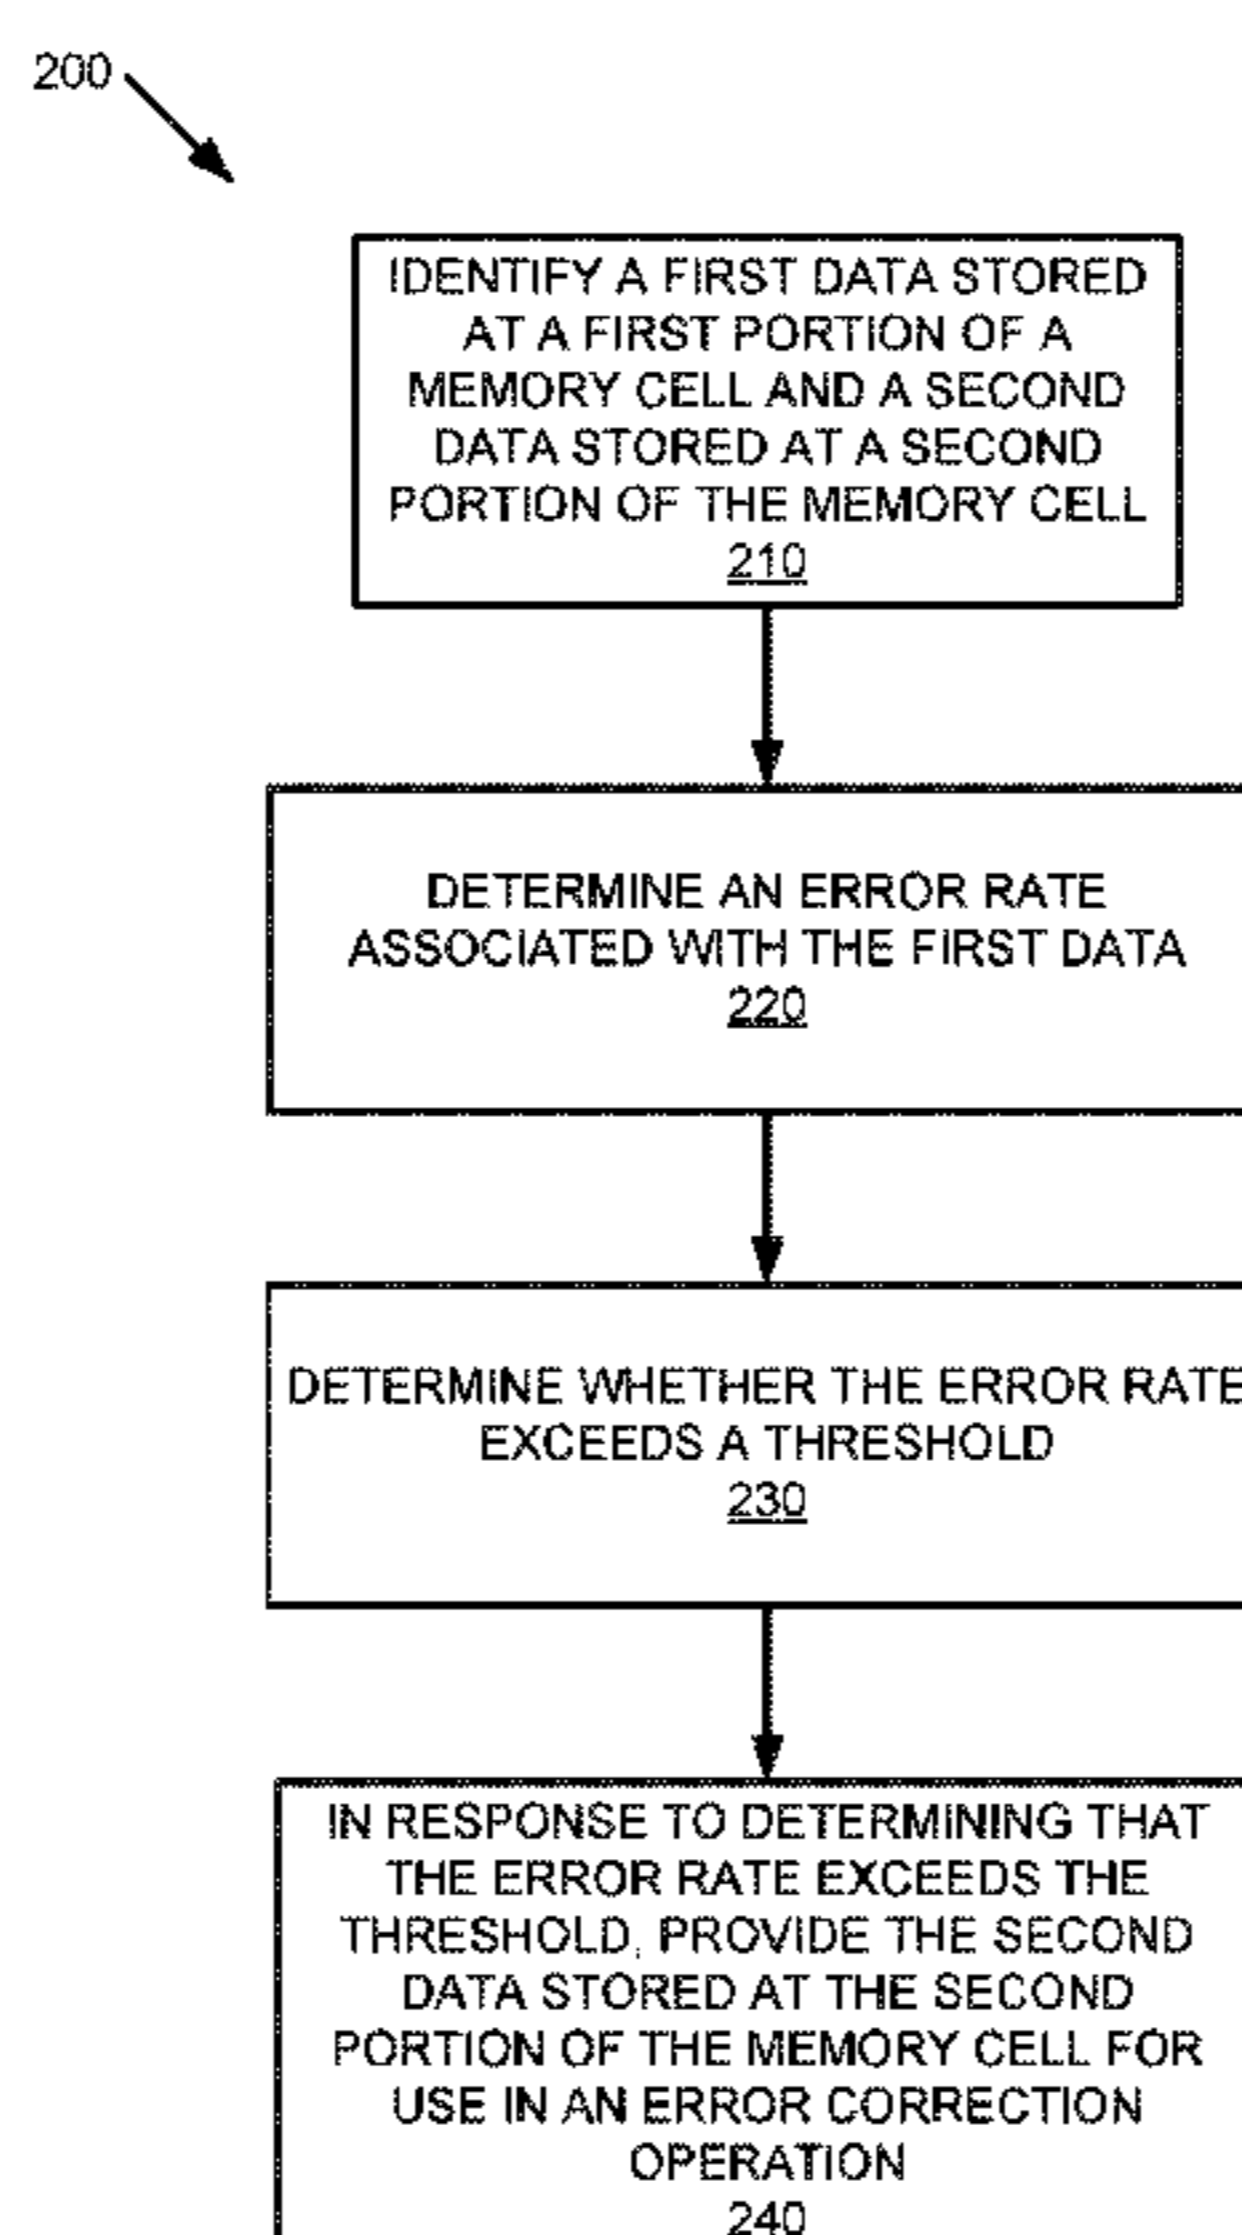 200
IDENTIFY A FIRST DATA STORED
AT A FIRST PORTION OF A
MEMORY CELL AND A SECOND
DATA STORED AT A SECOND
PORTION OF THE MEMORY CELL
210
DETERMINE AN ERROR RATE
ASSOCIATED WITH THE FIRST DATA
220
DETERMINE WHETHER THE ERROR RATE
EXCEEDS A THRESHOLD
230
IN RESPONSE TO DETERMINING THAT
THE ERROR RATE EXCEEDS THE
THRESHOLD, PROVIDE THE SECOND
DATA STORED AT THE SECOND
PORTION OF THE MEMORY CELL FOR
USE IN AN ERROR CORRECTION
OPERATION
240